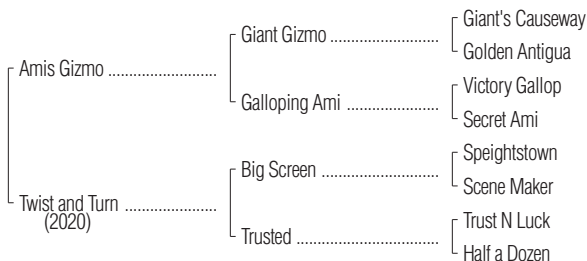 Giant's Causeway
Giant Gizmo ........................
Golden Antigua
Amis Gizmo ........................
Victory Gallop
Galloping Ami ....................
Secret Ami
Speightstown
Big Screen ..........................
Scene Maker
Twist and Turn ....................
(2020)
Trust N Luck
Trusted ................................
Half a Dozen